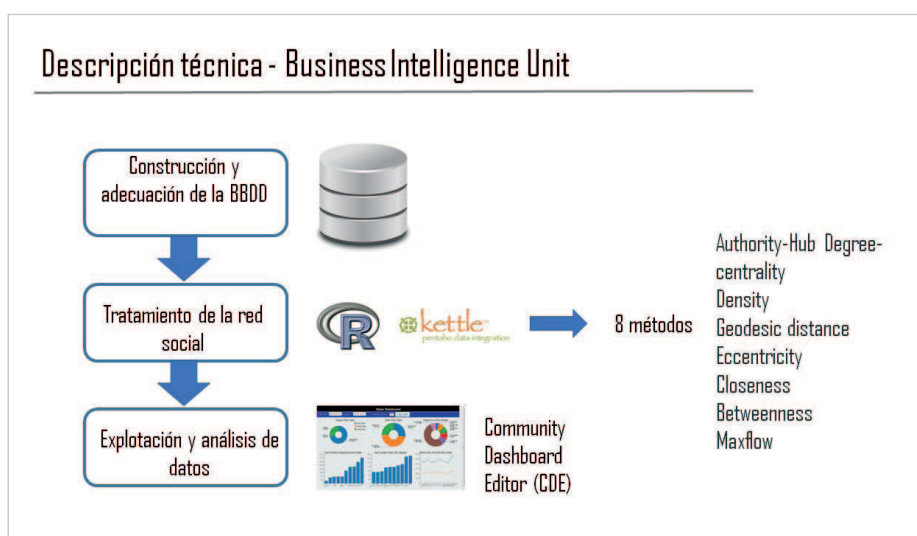 Descripción técnica - Business Intelligence Unit
Construcción y
adecuación de la BBDD
Tratamiento de la red
social
R
kettle
pentaho data integration
8 métodos
Authority-Hub Degree-
centrality
Density
Geodesic distance
Eccentricity
Closeness
Betweenness
Maxflow
Explotación y análisis de
datos
Community
Dashboard
Editor (CDE)